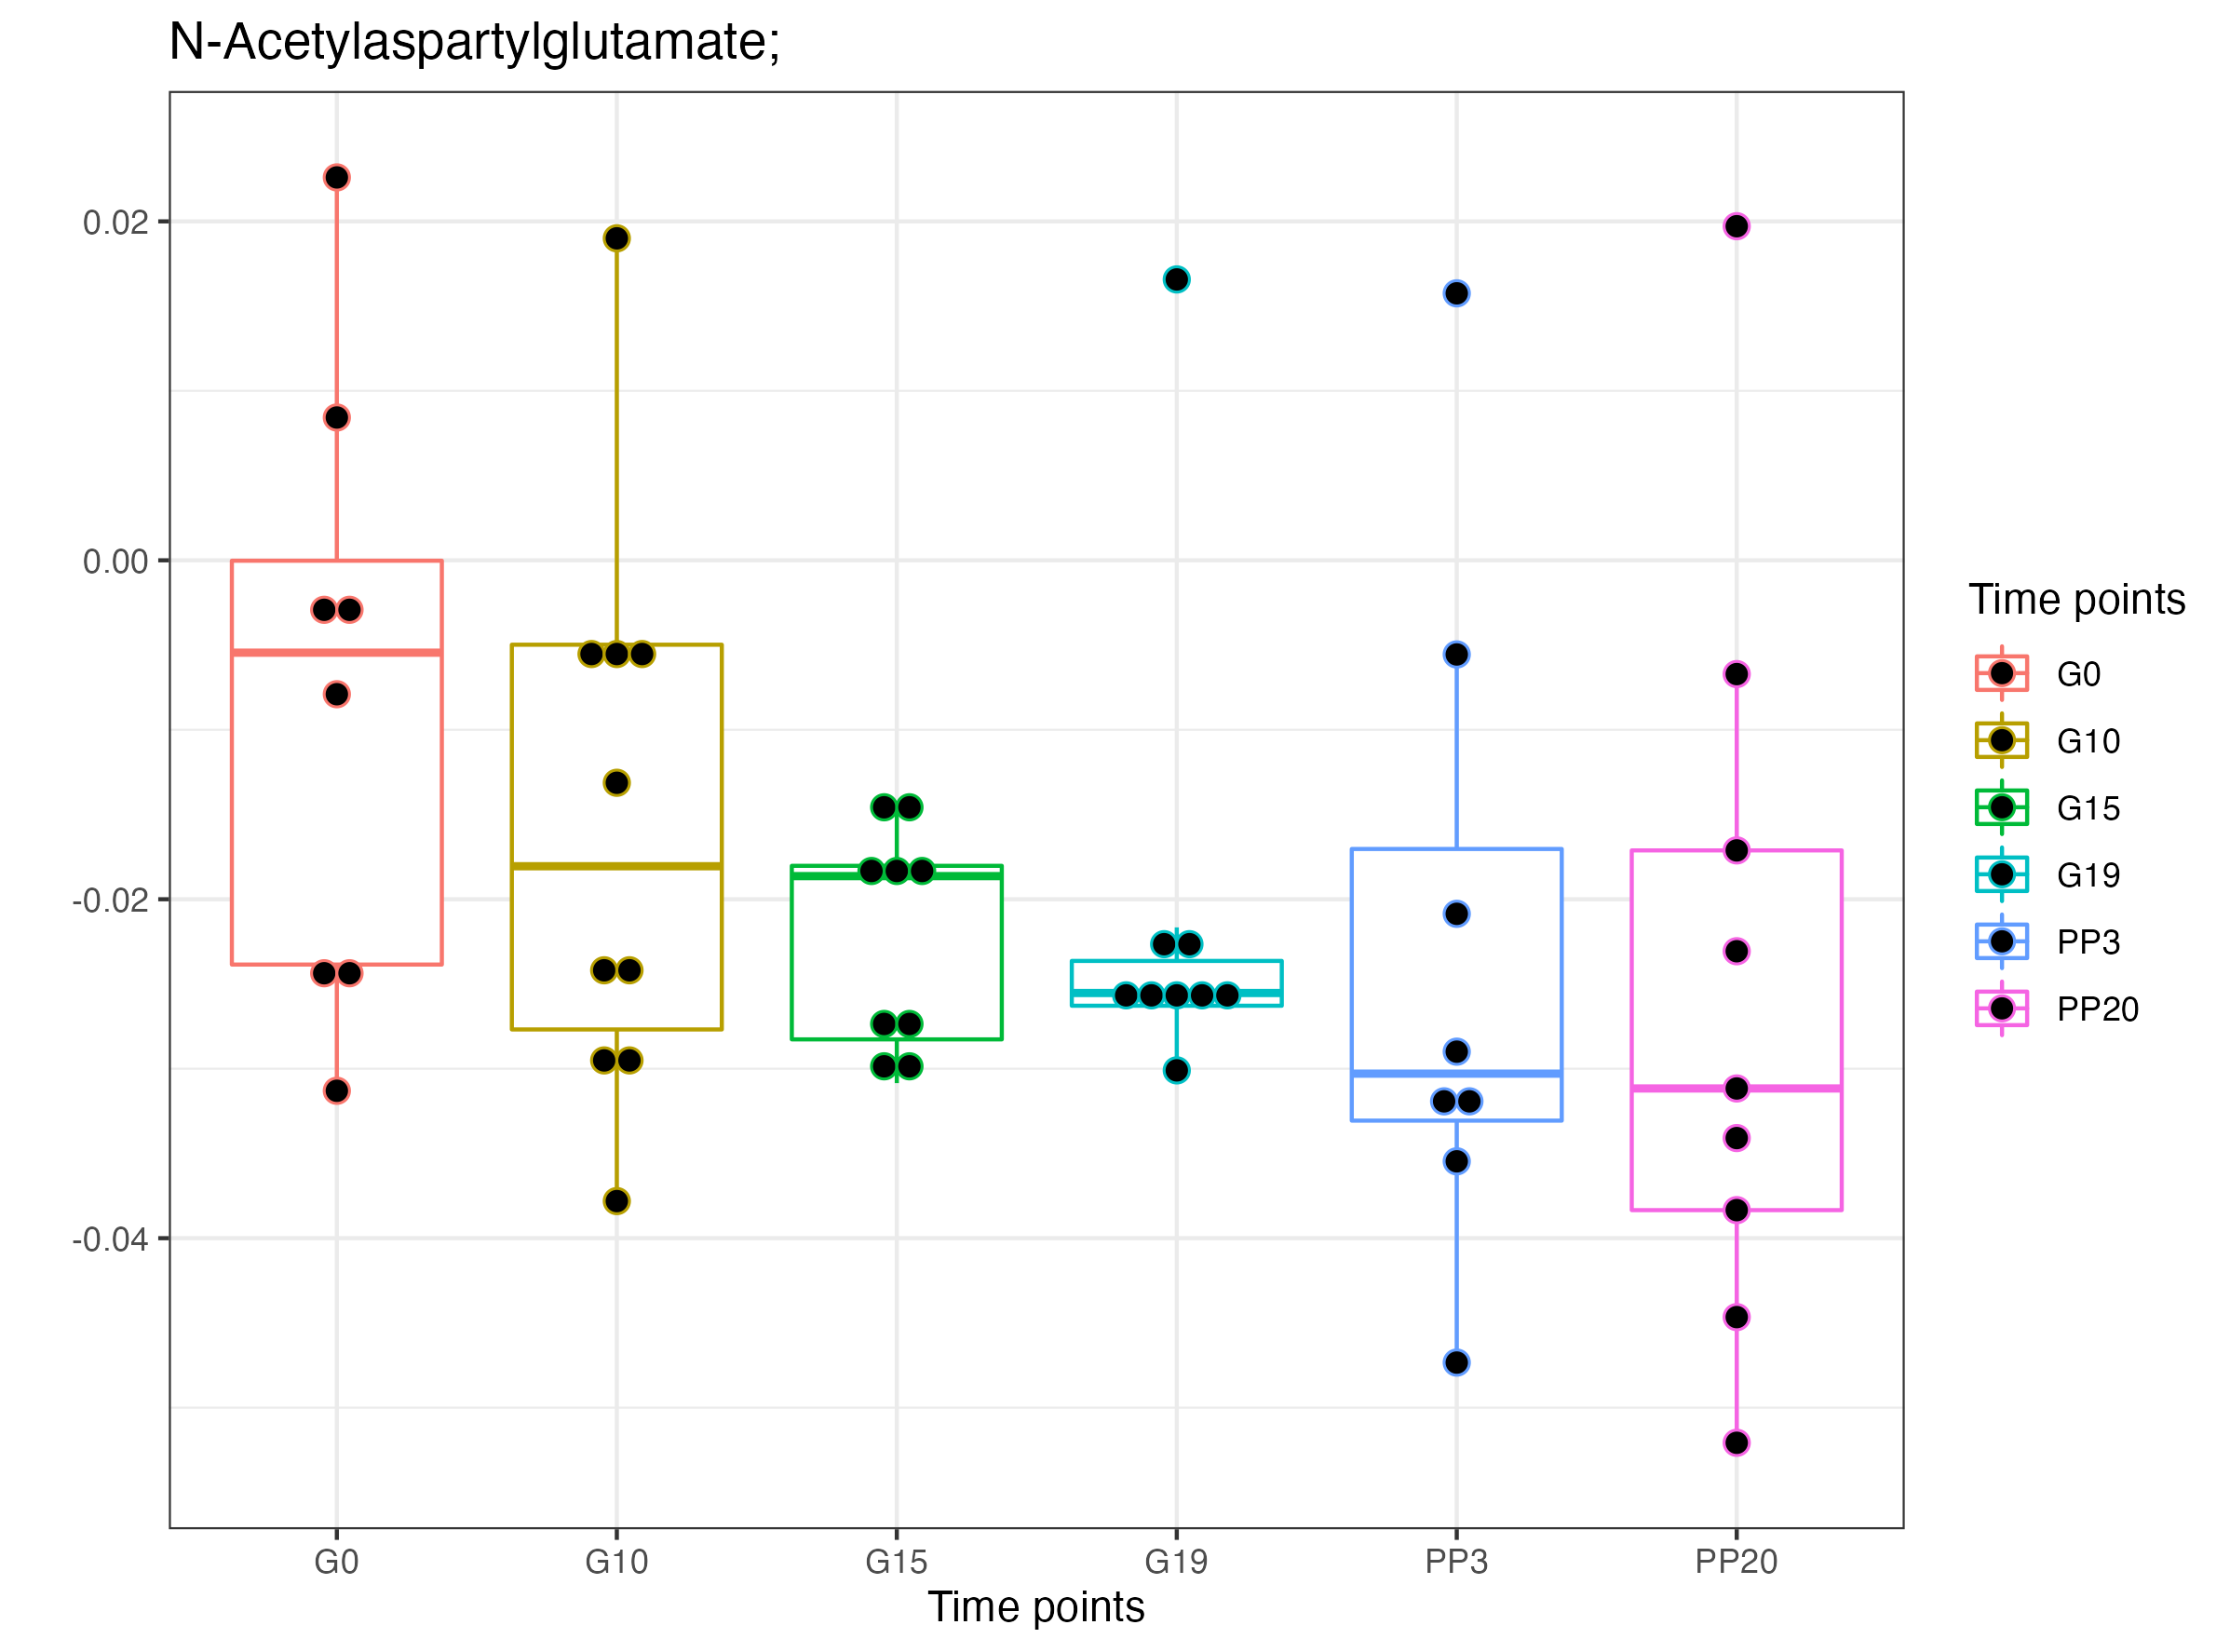 N-Acetylaspartylglutamate;
0.02
0.00
-0.02
-0.04
G0 G10 G15 G19 PP3 PP20
Time points
Time points
G0
G10
G15
G19
PP3
PP20